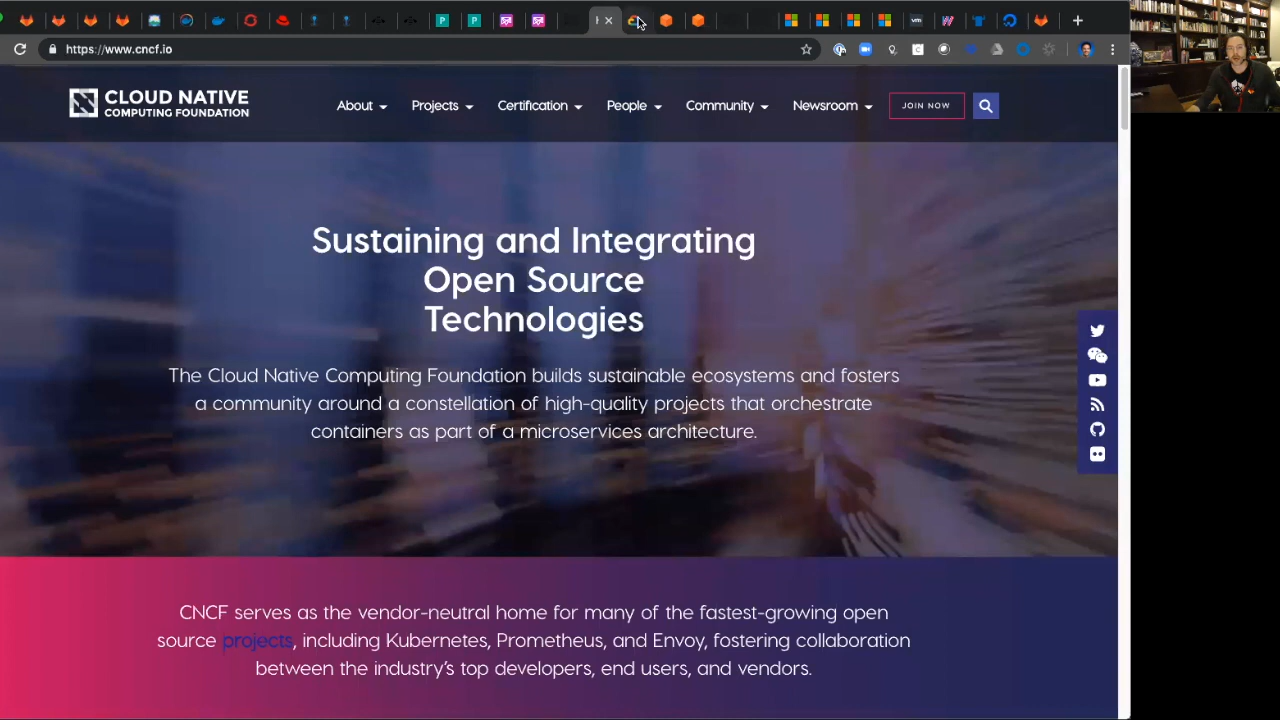 https://www.cncf.io
CLOUD NATIVE
COMPUTING FOUNDATION
About
Projects
Certification
People
Community
Newsroom
JOIN NOW
Sustaining and Integrating
Open Source
Technologies
The Cloud Native Computing Foundation builds sustainable ecosystems and fosters
a community around a constellation of high-quality projects that orchestrate
containers as part of a microservices architecture.
CNCF serves as the vendor-neutral home for many of the fastest-growing open
source projects, including Kubernetes, Prometheus, and Envoy, fostering collaboration
between the industry's top developers, end users, and vendors.